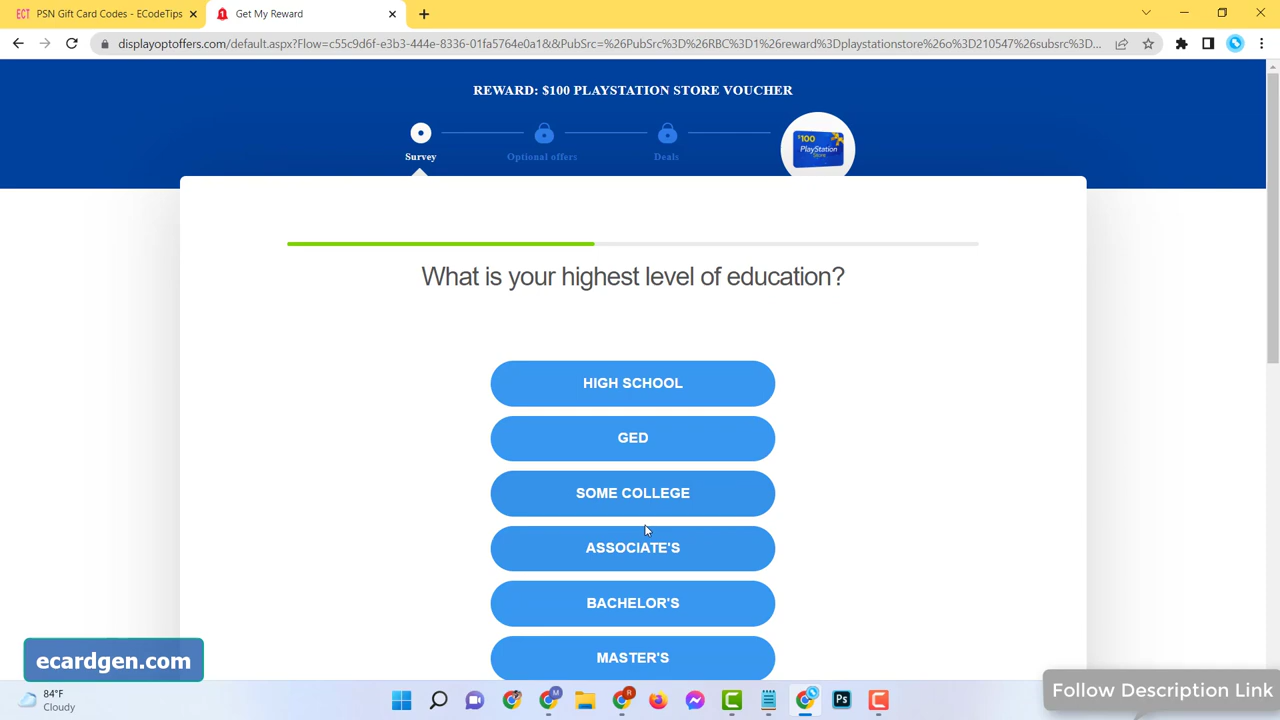 PSN Gift Card Codes - ECodeTips
Get My Reward
displayoptoffers.com/default.aspx?Flow=c55c9d6f-e3b3-444e-8336-01fa5764e0a1&&PubSrc=%26PubSrc%3D%26RBC%3D1%26reward%3Dplaystationstore%26o%3D210547%26subsrc%3D...
REWARD: $100 PLAYSTATION STORE VOUCHER
Survey
Optional offers
Deals
$100
PlayStation
Store
What is your highest level of education?
HIGH SCHOOL
GED
SOME COLLEGE
ASSOCIATE'S
BACHELOR'S
MASTER'S
ecardgen.com
Follow Description Link
84°F
Cloudy
M
R
Ps